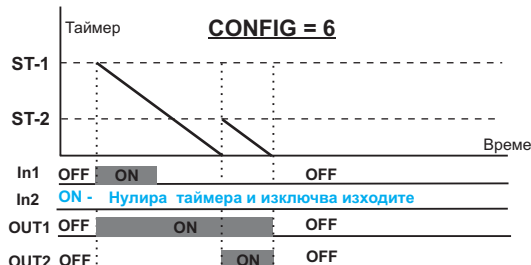 Таймер
CONFIG = 6
ST-1
ST-2
Време
In1 OFF ON OFF
In2 ON - Нулира таймера и изключва изходите
OUT1 OFF ON OFF
OUT2 OFF ON OFF